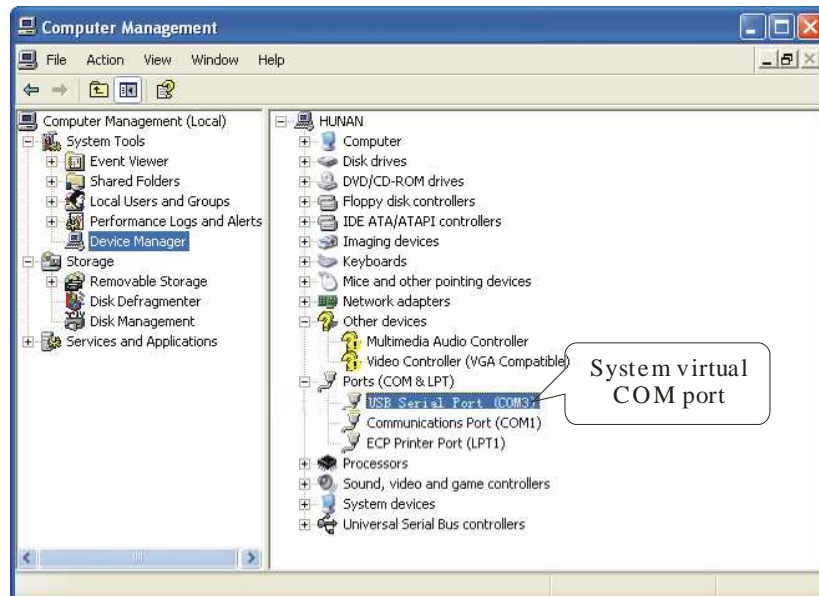 Computer Management
File Action View Window Help
Computer Management (Local)
System Tools
Event Viewer
Shared Folders
Local Users and Groups
Performance Logs and Alerts
Device Manager
Storage
Removable Storage
Disk Defragmenter
Disk Management
Services and Applications
HUNAN
Computer
Disk drives
DVD/CD-ROM drives
Floppy disk controllers
IDE ATA/ATAPI controllers
Imaging devices
Keyboards
Mice and other pointing devices
Network adapters
Other devices
Multimedia Audio Controller
Video Controller (VGA Compatible)
Ports (COM & LPT)
USB Serial Port (COM3)
Communications Port (COM1)
ECP Printer Port (LPT1)
Processors
Sound, video and game controllers
System devices
Universal Serial Bus controllers
System virtual
COM port